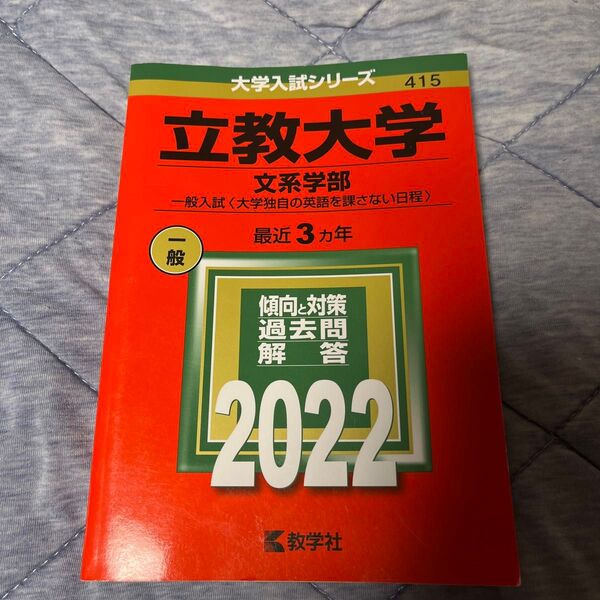 大学入試シリーズ 415
立教大学
文系学部
一般入試〈大学独自の英語を課さない日程〉
最近3ヵ年
一般
傾向と対策
過去問
解答
2022
教学社